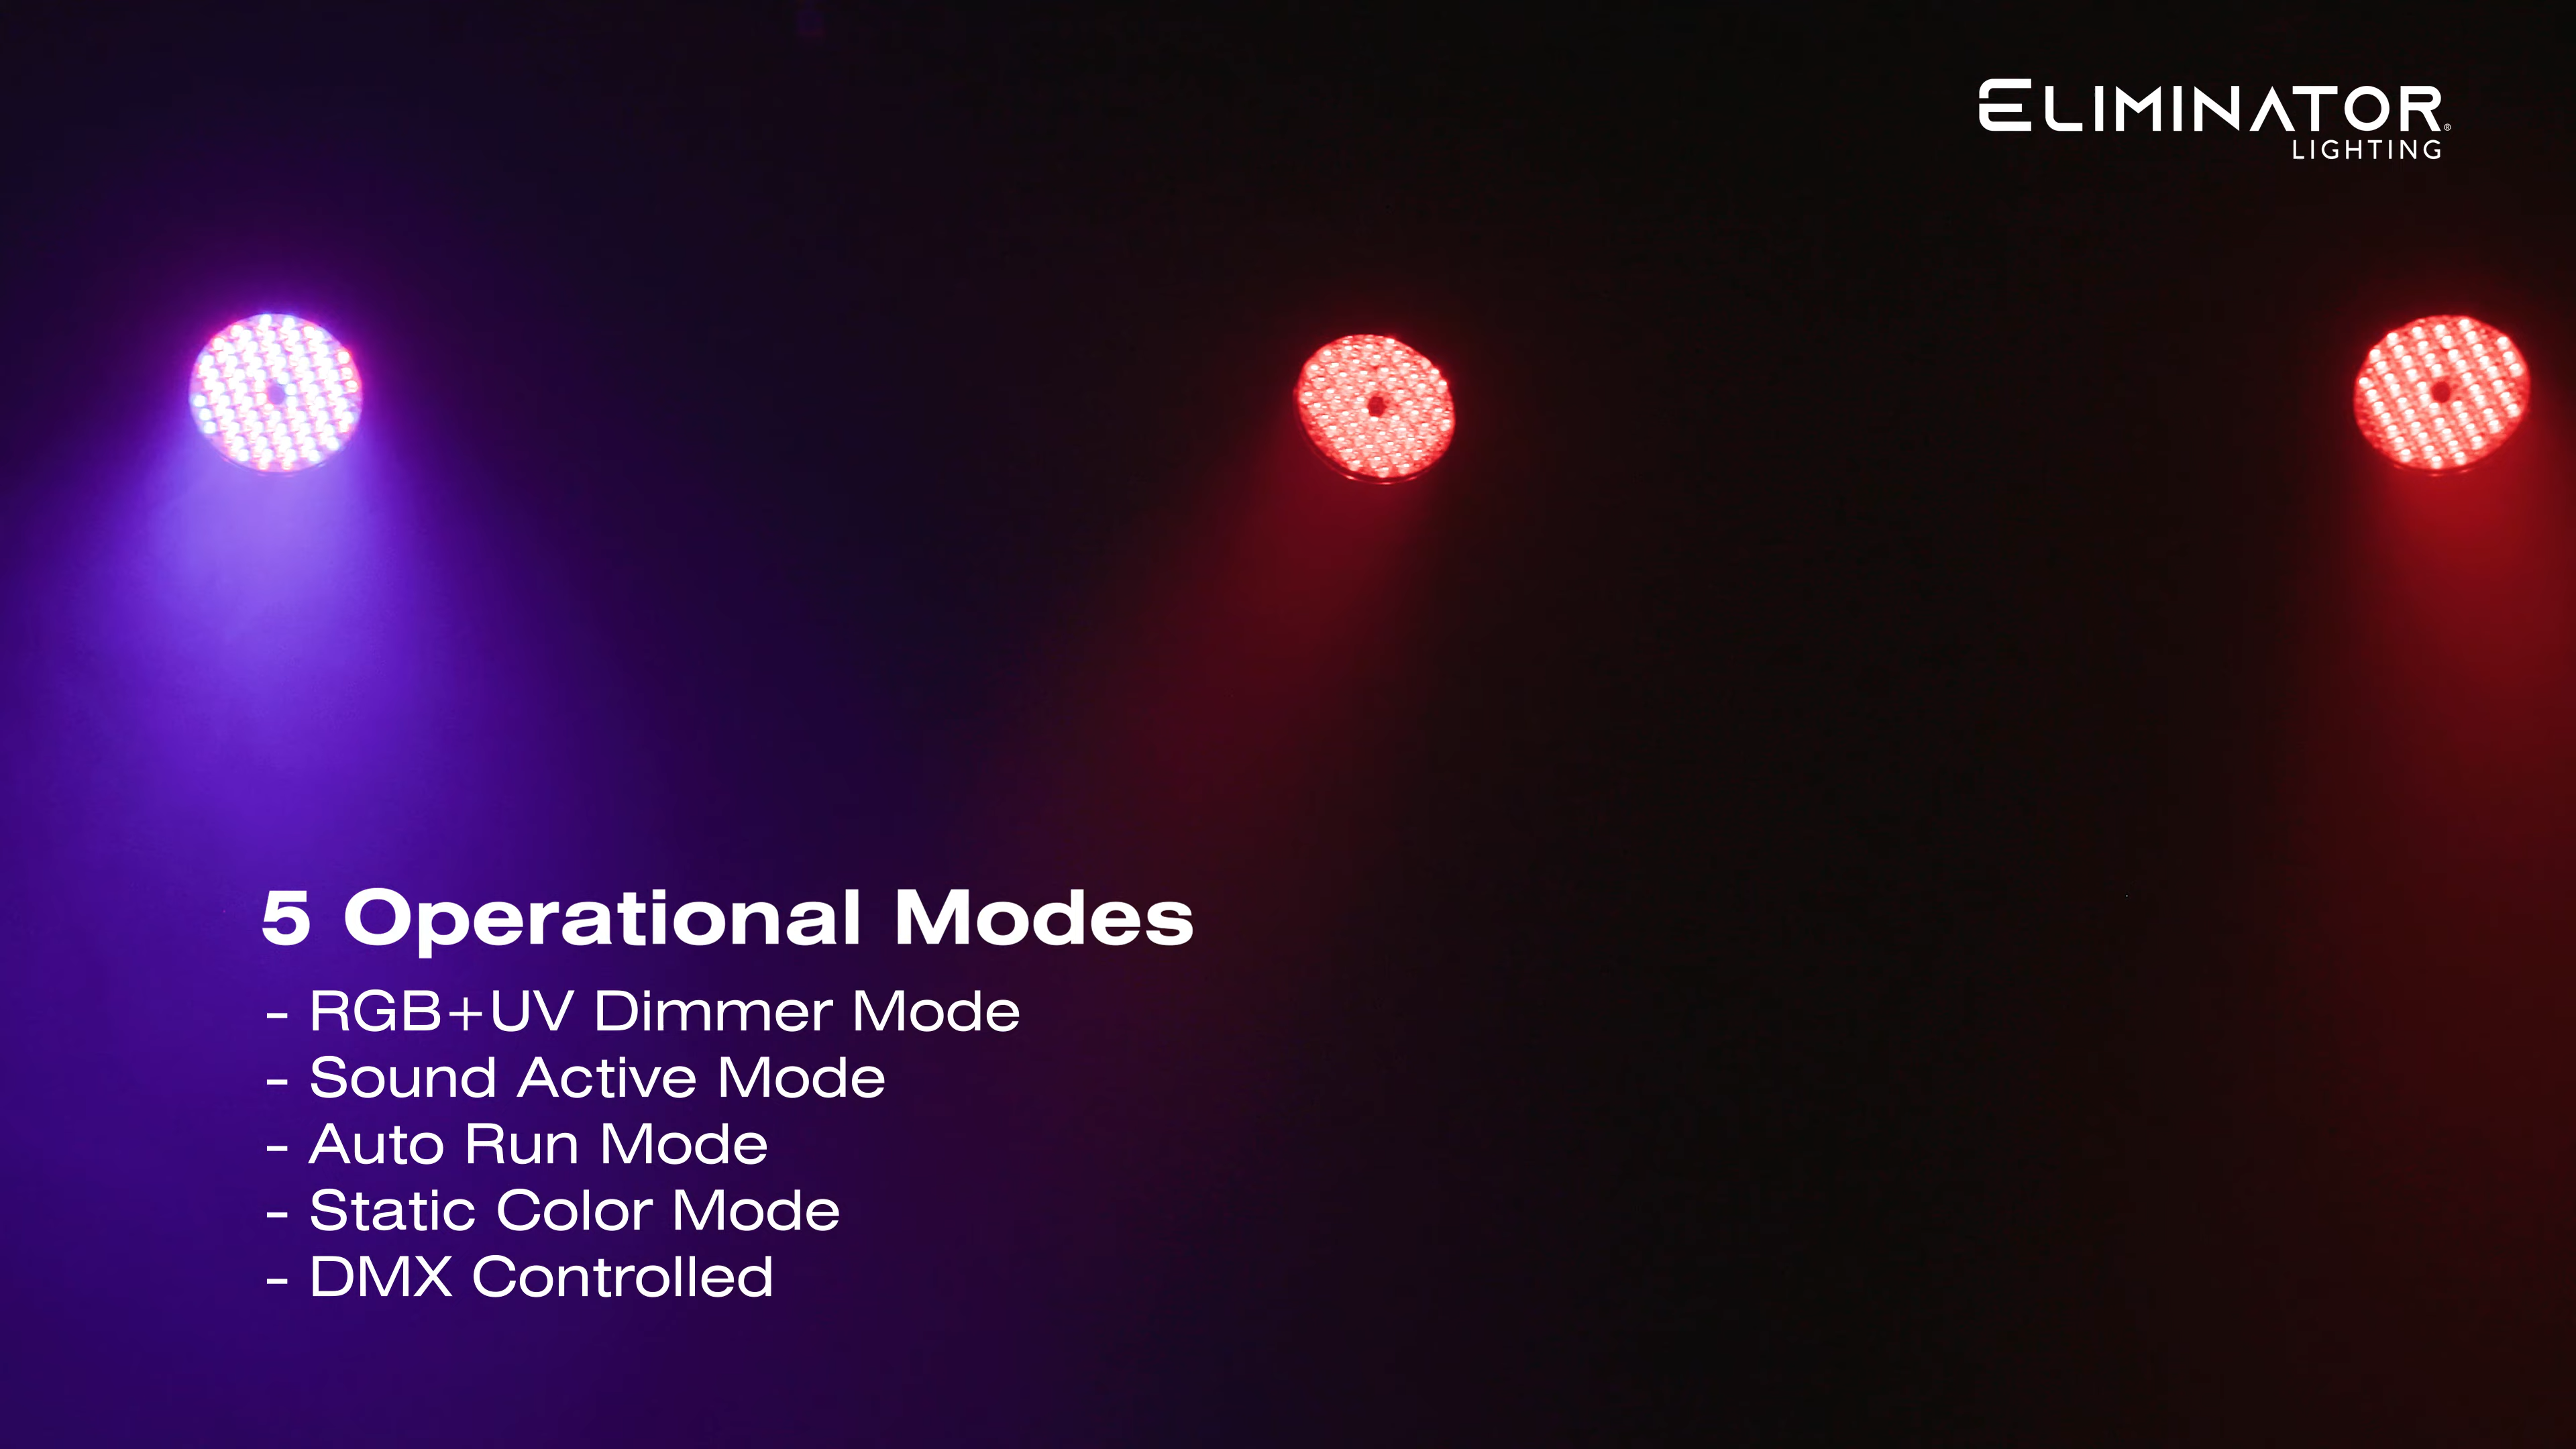 ELIMINATOR®
LIGHTING
5 Operational Modes
- RGB+UV Dimmer Mode
- Sound Active Mode
- Auto Run Mode
- Static Color Mode
- DMX Controlled